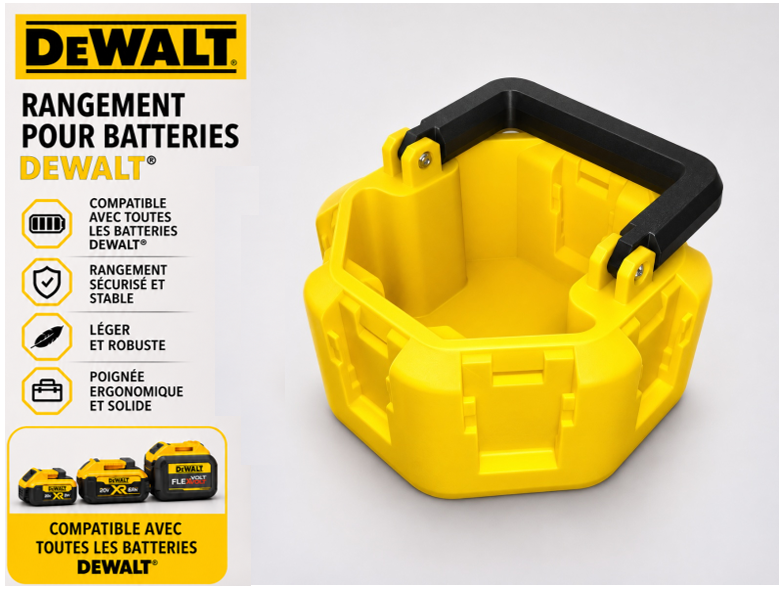 DEWALT®
RANGEMENT
POUR BATTERIES
DEWALT®
COMPATIBLE
AVEC TOUTES
LES BATTERIES
DEWALT®
RANGEMENT
SÉCURISÉ ET
STABLE
LÉGER
ET ROBUSTE
POIGNÉE
ERGONOMIQUE
ET SOLIDE
DEWALT
XR
DEWALT
20V XR
DEWALT
FLEXVOLT
COMPATIBLE AVEC
TOUTES LES BATTERIES
DEWALT®